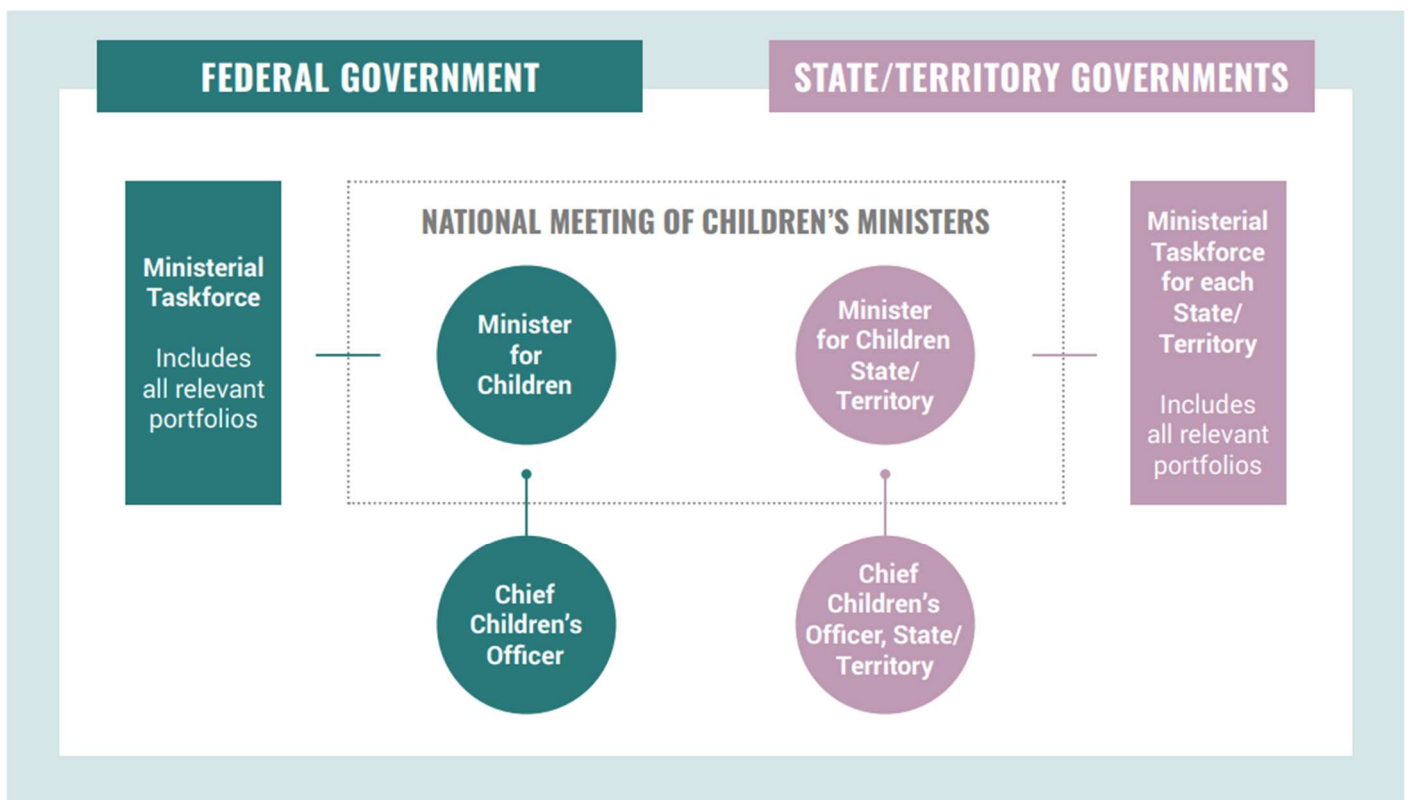 FEDERAL GOVERNMENT
STATE/TERRITORY GOVERNMENTS
Ministerial
Taskforce
Includes
all relevant
portfolios
NATIONAL MEETING OF CHILDREN'S MINISTERS
Minister
for
Children
Minister
for Children
State/
Territory
Ministerial
Taskforce
for each
State/
Territory
Includes
all relevant
portfolios
Chief
Children's
Officer
Chief
Children's
Officer, State/
Territory